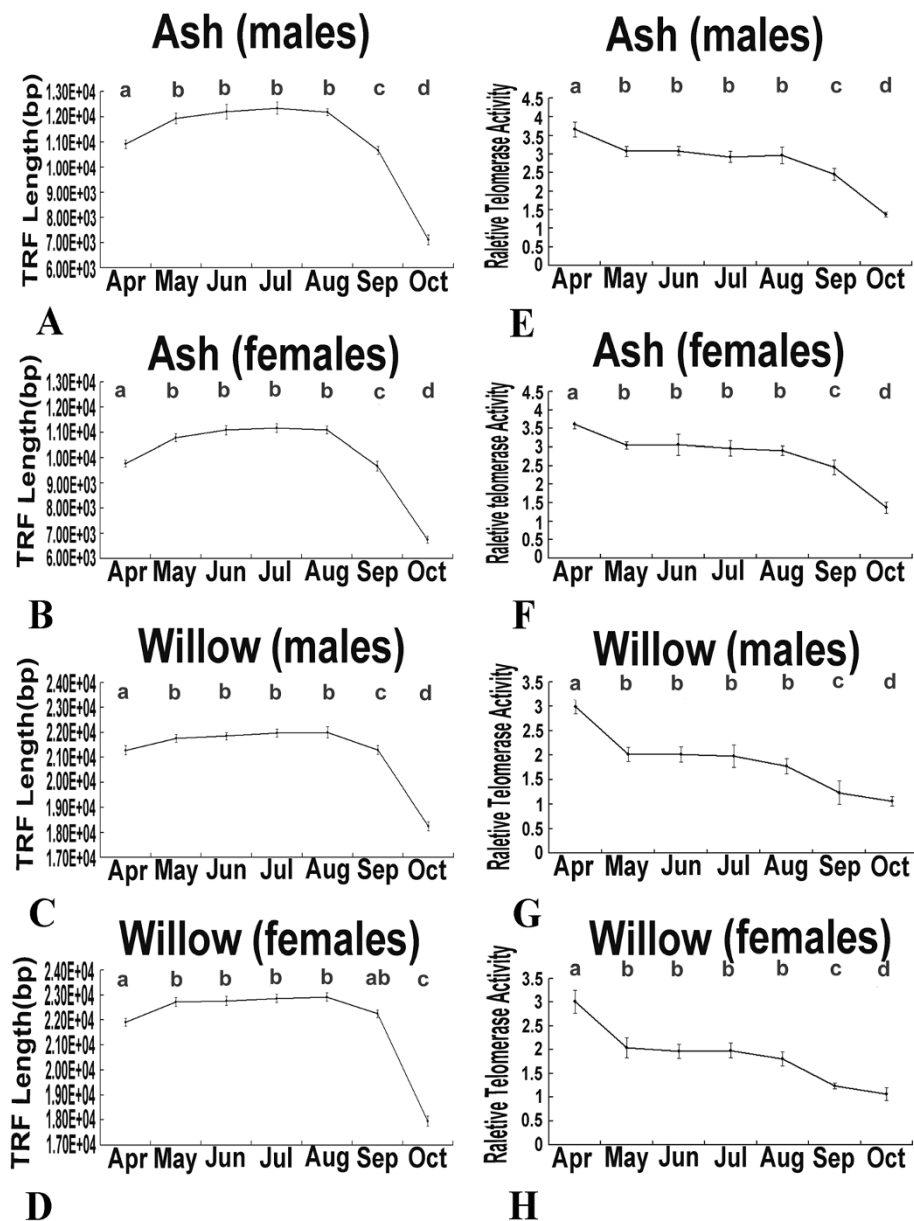 Ash (males)
a b b b b c d
TRF Length(bp)
1.30E+04
1.20E+04
1.10E+04
1.00E+04
9.00E+03
8.00E+03
7.00E+03
6.00E+03
Apr May Jun Jul Aug Sep Oct
A
Ash (males)
a b b b b c d
Raletive Telomerase Activity
4.5
4
3.5
3
2.5
2
1.5
1
0.5
0
Apr May Jun Jul Aug Sep Oct
E
Ash (females)
a b b b b c d
TRF Length(bp)
1.30E+04
1.20E+04
1.10E+04
1.00E+04
9.00E+03
8.00E+03
7.00E+03
6.00E+03
Apr May Jun Jul Aug Sep Oct
B
Ash (females)
a b b b b c d
Raletive telomerase Activity
4.5
4
3.5
3
2.5
2
1.5
1
0.5
0
Apr May Jun Jul Aug Sep Oct
F
Willow (males)
a b b b b c d
TRF Length(bp)
2.40E+04
2.30E+04
2.20E+04
2.10E+04
2.00E+04
1.90E+04
1.80E+04
1.70E+04
Apr May Jun Jul Aug Sep Oct
C
Willow (males)
a b b b b c d
Raletive Telomerase Activity
3.5
3
2.5
2
1.5
1
0.5
0
Apr May Jun Jul Aug Sep Oct
G
Willow (females)
a b b b b ab c
TRF Length(bp)
2.40E+04
2.30E+04
2.20E+04
2.10E+04
2.00E+04
1.90E+04
1.80E+04
1.70E+04
Apr May Jun Jul Aug Sep Oct
D
Willow (females)
a b b b b c d
Raletive Telomerase Activity
3.5
3
2.5
2
1.5
1
0.5
0
Apr May Jun Jul Aug Sep Oct
H